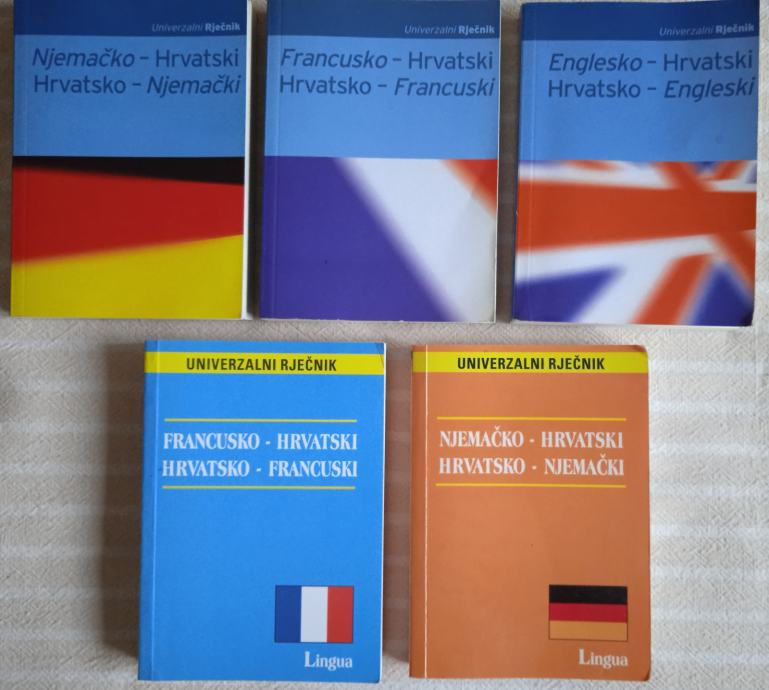 Univerzalni Rječnik
Njemačko – Hrvatski
Hrvatsko – Njemački
Univerzalni Rječnik
Francusko – Hrvatski
Hrvatsko – Francuski
Univerzalni Rječnik
Englesko – Hrvatski
Hrvatsko – Engleski
UNIVERZALNI RJEČNIK
FRANCUSKO - HRVATSKI
HRVATSKO - FRANCUSKI
Lingua
UNIVERZALNI RJEČNIK
NJEMAČKO - HRVATSKI
HRVATSKO - NJEMAČKI
Lingua